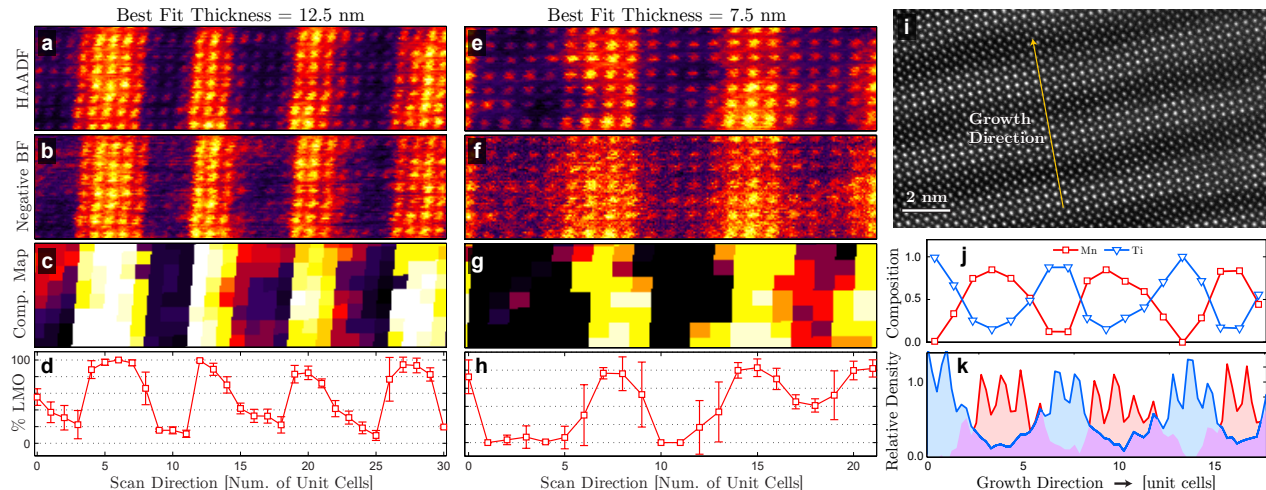 Best Fit Thickness = 12.5 nm
Best Fit Thickness = 7.5 nm
a
e
i
HAADF
Growth
Direction
2 nm
b
f
Negative BF
c
g
Comp. Map
j
Mn
Ti
Composition
1.0
0.5
0.0
d
h
k
% LMO
100
80
60
40
20
0
Relative Density
1.0
0.0
0 5 10 15 20 25 30
0 5 10 15 20
0 5 10 15
Scan Direction [Num. of Unit Cells]
Scan Direction [Num. of Unit Cells]
Growth Direction → [unit cells]